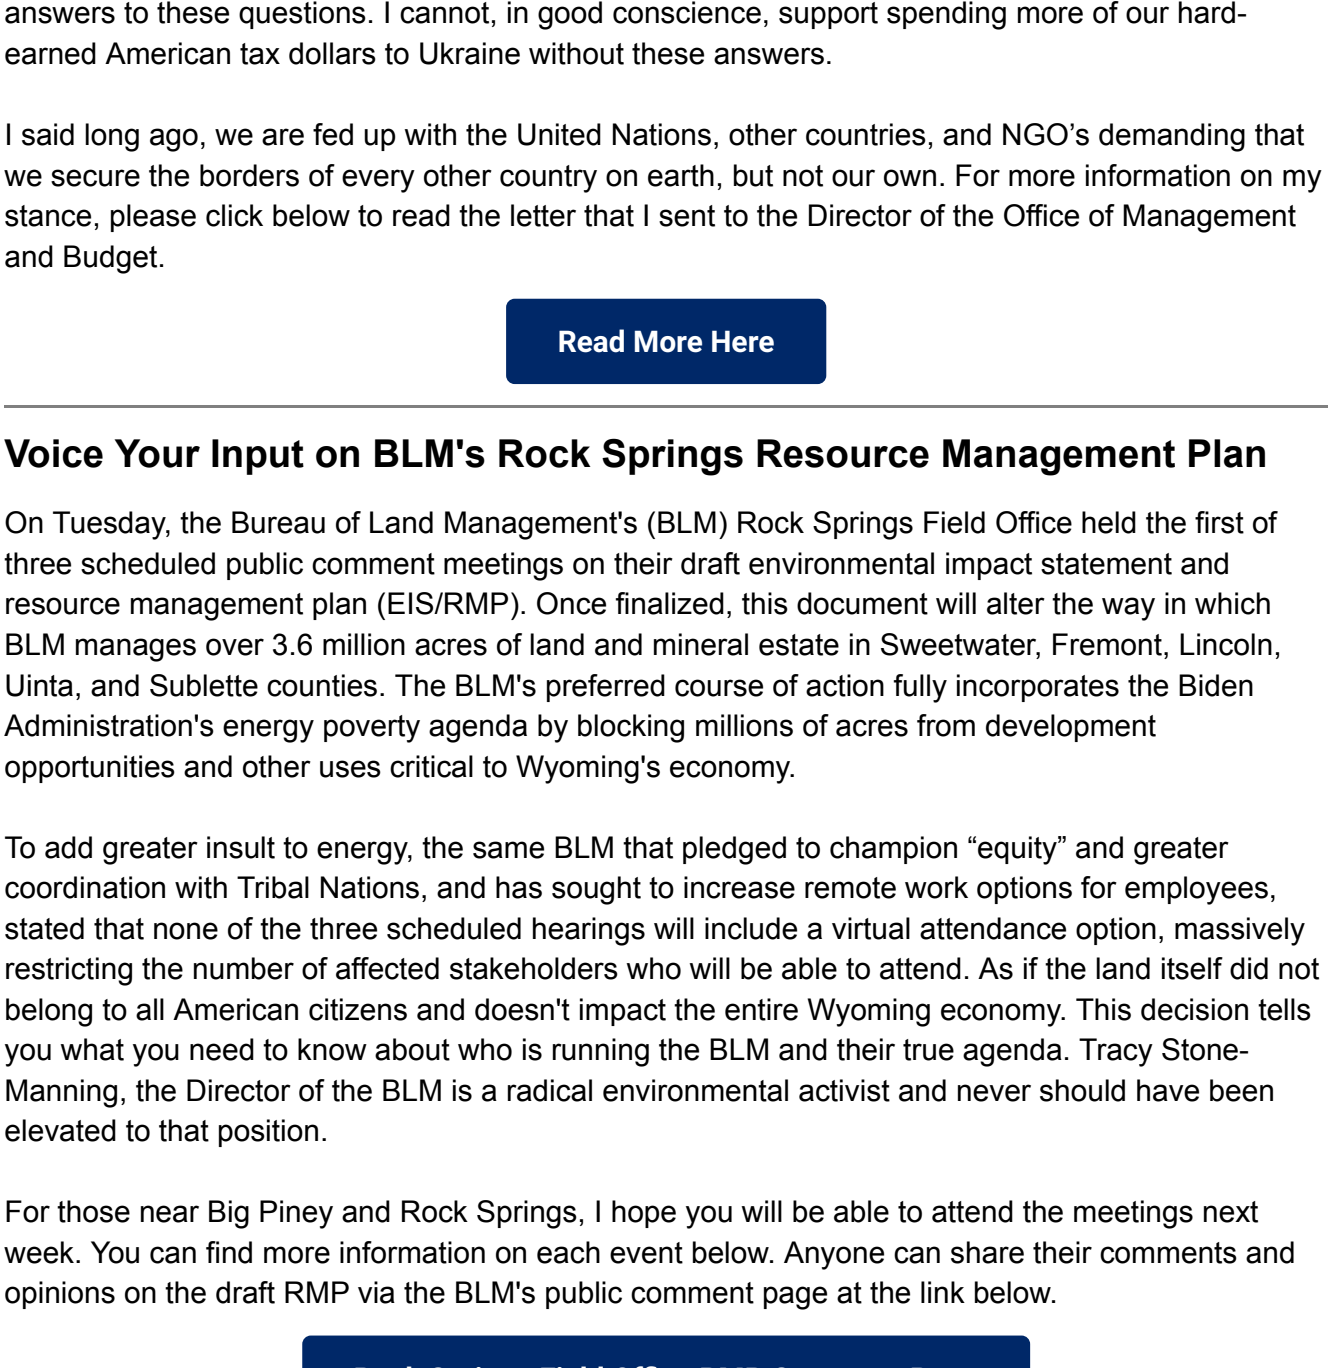 answers to these questions. I cannot, in good conscience, support spending more of our hard-
earned American tax dollars to Ukraine without these answers.
I said long ago, we are fed up with the United Nations, other countries, and NGO’s demanding that
we secure the borders of every other country on earth, but not our own. For more information on my
stance, please click below to read the letter that I sent to the Director of the Office of Management
and Budget.
Read More Here
Voice Your Input on BLM's Rock Springs Resource Management Plan
On Tuesday, the Bureau of Land Management's (BLM) Rock Springs Field Office held the first of
three scheduled public comment meetings on their draft environmental impact statement and
resource management plan (EIS/RMP). Once finalized, this document will alter the way in which
BLM manages over 3.6 million acres of land and mineral estate in Sweetwater, Fremont, Lincoln,
Uinta, and Sublette counties. The BLM's preferred course of action fully incorporates the Biden
Administration's energy poverty agenda by blocking millions of acres from development
opportunities and other uses critical to Wyoming's economy.
To add greater insult to energy, the same BLM that pledged to champion “equity” and greater
coordination with Tribal Nations, and has sought to increase remote work options for employees,
stated that none of the three scheduled hearings will include a virtual attendance option, massively
restricting the number of affected stakeholders who will be able to attend. As if the land itself did not
belong to all American citizens and doesn't impact the entire Wyoming economy. This decision tells
you what you need to know about who is running the BLM and their true agenda. Tracy Stone-
Manning, the Director of the BLM is a radical environmental activist and never should have been
elevated to that position.
For those near Big Piney and Rock Springs, I hope you will be able to attend the meetings next
week. You can find more information on each event below. Anyone can share their comments and
opinions on the draft RMP via the BLM's public comment page at the link below.